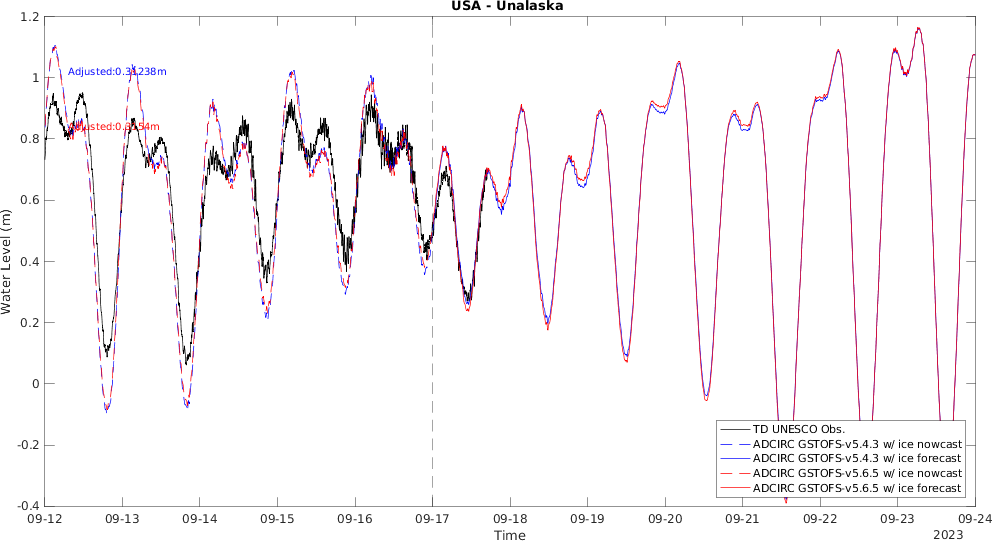 USA - Unalaska
1.2
1
0.8
0.6
0.4
0.2
0
-0.2
-0.4
Water Level (m)
Adjusted:0.31238m
Adjusted:0.3154m
TD UNESCO Obs.
ADCIRC GSTOFS-v5.4.3 w/ ice nowcast
ADCIRC GSTOFS-v5.4.3 w/ ice forecast
ADCIRC GSTOFS-v5.6.5 w/ ice nowcast
ADCIRC GSTOFS-v5.6.5 w/ ice forecast
09-12 09-13 09-14 09-15 09-16 09-17 09-18 09-19 09-20 09-21 09-22 09-23 09-24
Time
2023